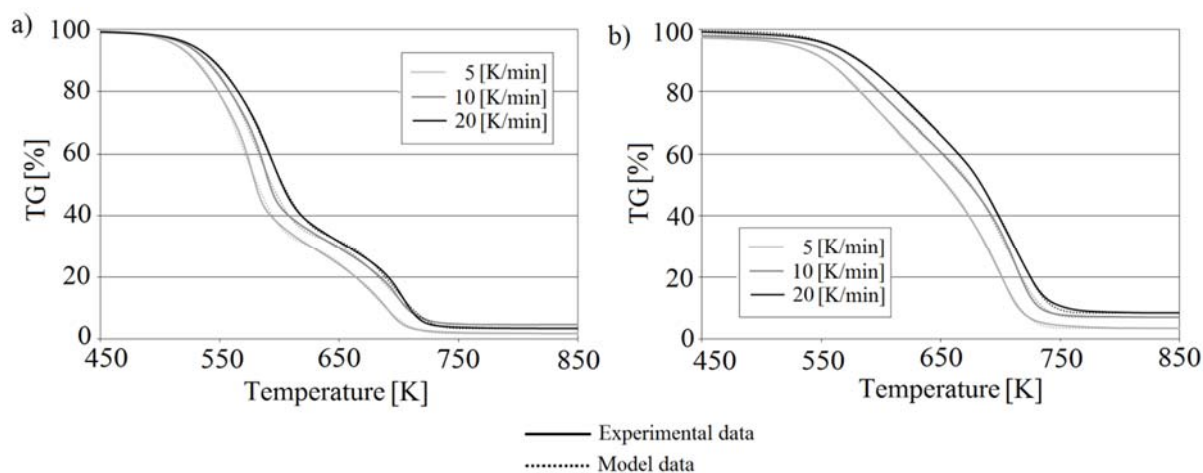 a)
TG [%]
100
80
60
40
20
0
5 [K/min]
10 [K/min]
20 [K/min]
450 550 650 750 850
Temperature [K]
b)
TG [%]
100
80
60
40
20
0
5 [K/min]
10 [K/min]
20 [K/min]
450 550 650 750 850
Temperature [K]
Experimental data
Model data